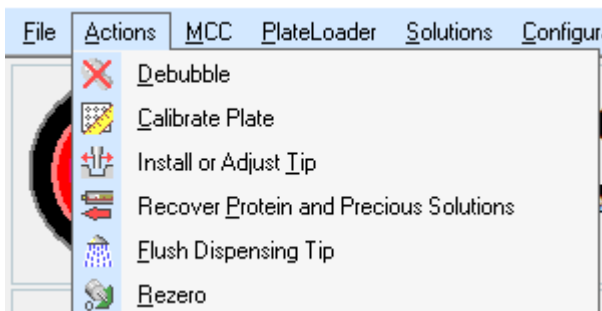 File Actions MCC PlateLoader Solutions Configur
Debubble
Calibrate Plate
Install or Adjust Tip
Recover Protein and Precious Solutions
Flush Dispensing Tip
Rezero